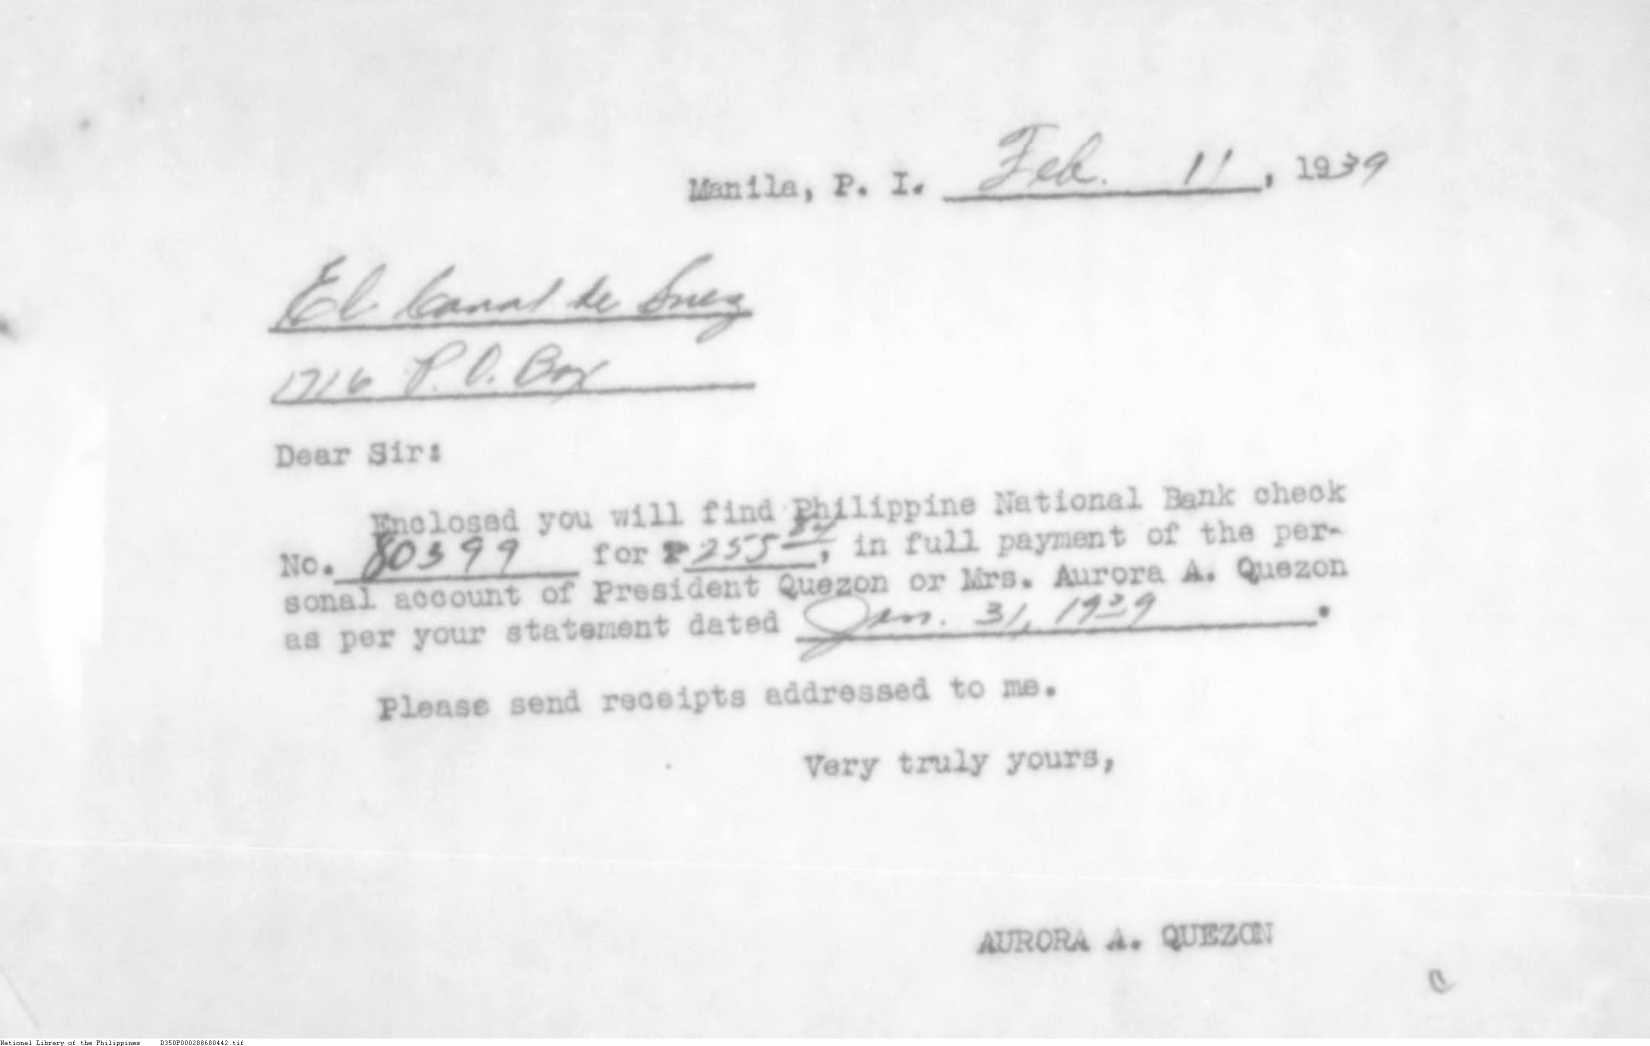 Manila, P. I. Feb. 11, 1939
El Canal de Suez
1716 P. O. Box
Dear Sir:
Enclosed you will find Philippine National Bank check
No. 80399 for ₱255, in full payment of the per-
sonal account of President Quezon or Mrs. Aurora A. Quezon
as per your statement dated Jan. 31, 1939.
Please send receipts addressed to me.
Very truly yours,
AURORA A. QUEZON
National Library of the Philippines D350P000288680442.tif